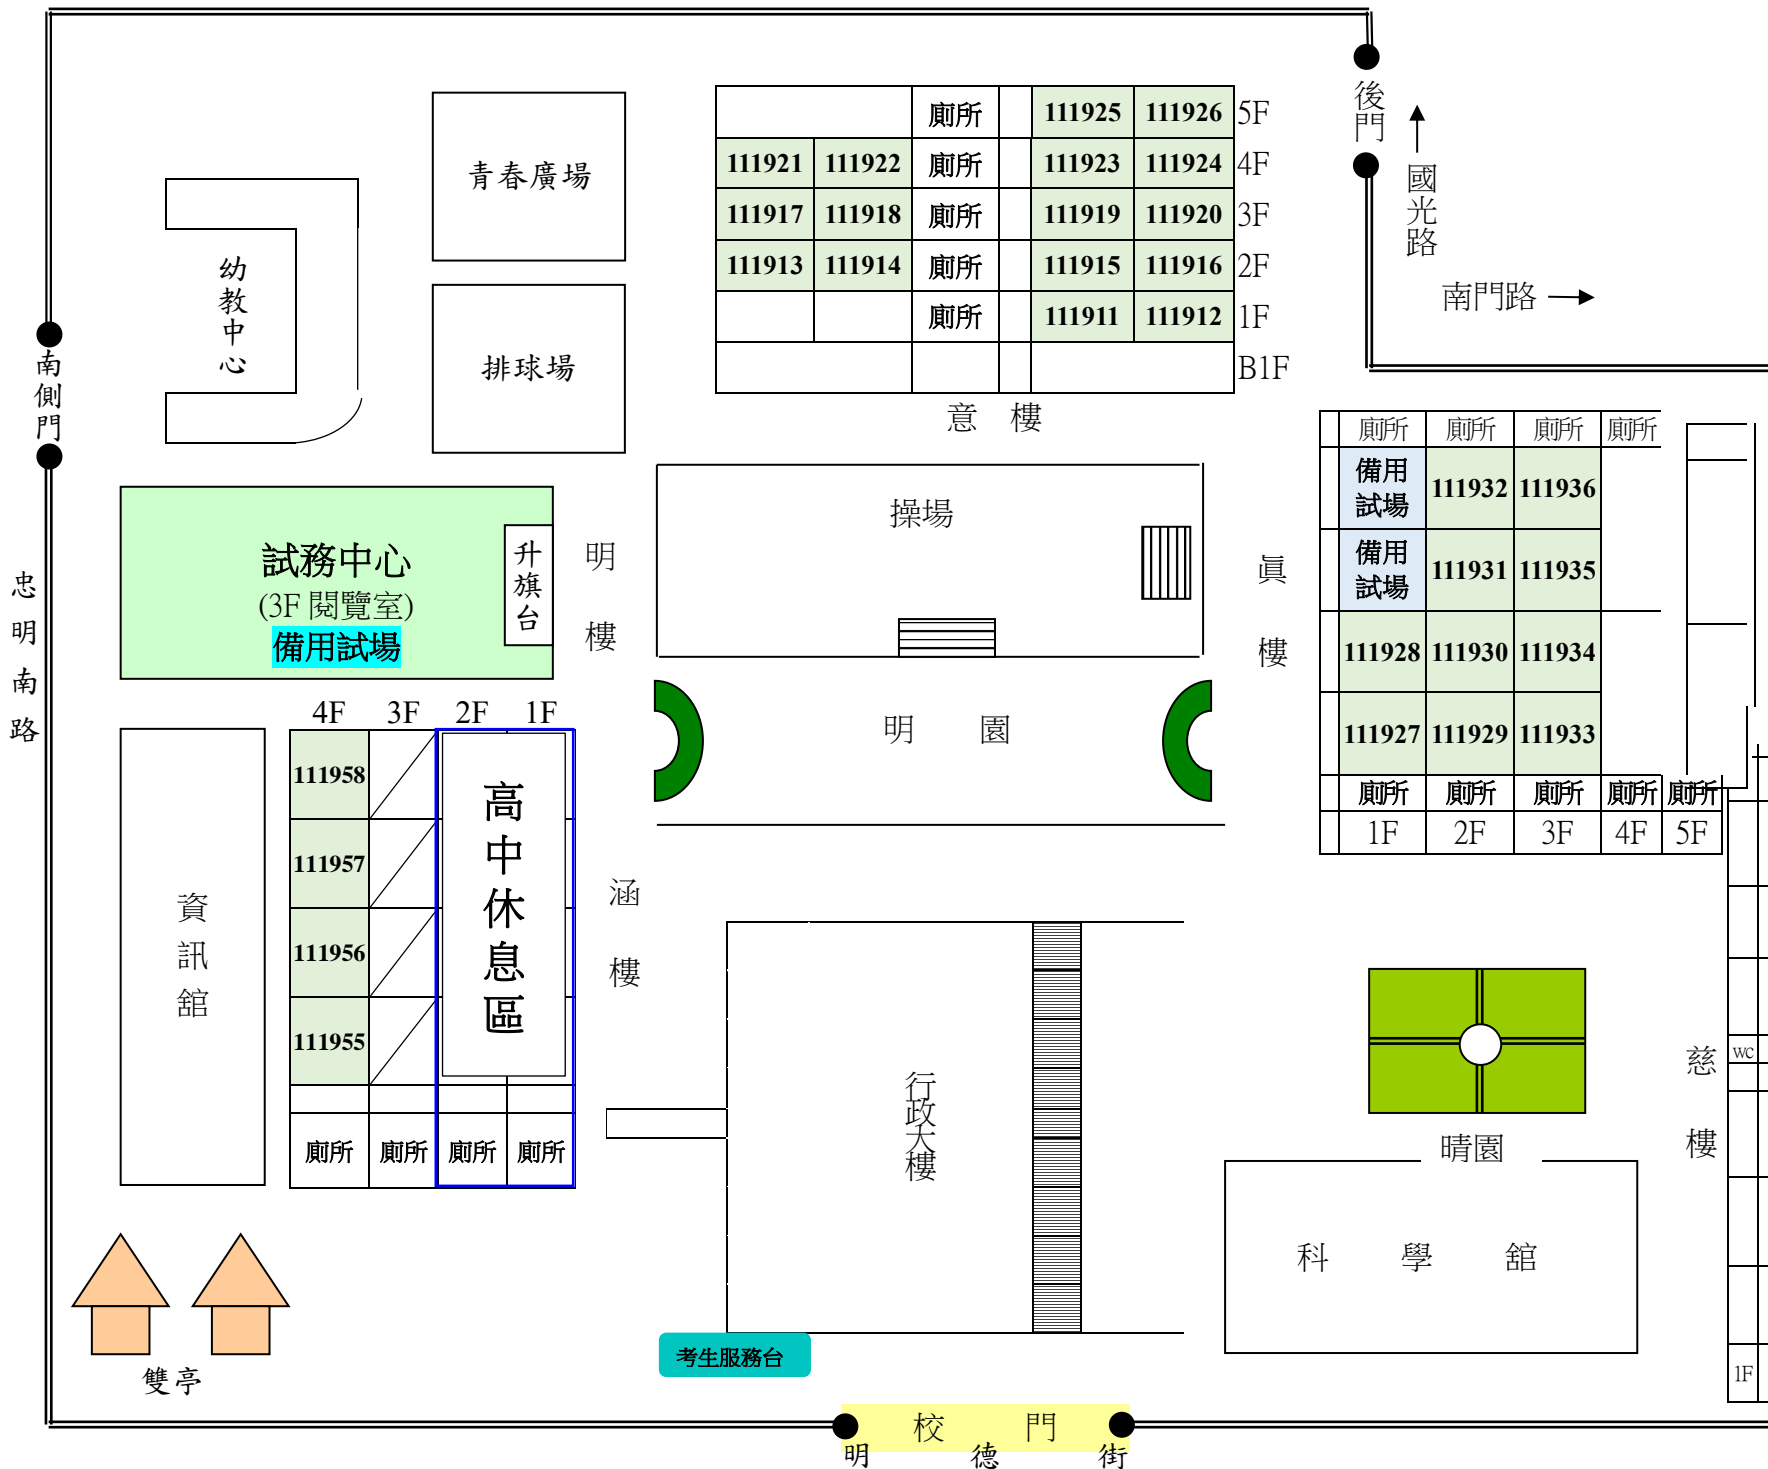 後門
國光路
南門路
廁所 111925 111926 5F
111921 111922 廁所 111923 111924 4F
111917 111918 廁所 111919 111920 3F
111913 111914 廁所 111915 111916 2F
廁所 111911 111912 1F
B1F
意 樓
青春廣場
排球場
幼教中心
南側門
忠明南路
試務中心
(3F閱覽室)
備用試場
升旗台
明樓
操場
眞樓
廁所 廁所 廁所 廁所
備用試場 111932 111936
備用試場 111931 111935
111928 111930 111934
111927 111929 111933
廁所 廁所 廁所 廁所 廁所
1F 2F 3F 4F 5F
明 園
4F 3F 2F 1F
111958
111957
111956
111955
高中休息區
廁所 廁所 廁所 廁所
涵樓
資訊舘
行政大樓
晴園
慈樓
WC
1F
科 學 舘
雙亭
考生服務台
校 門
明 德 街